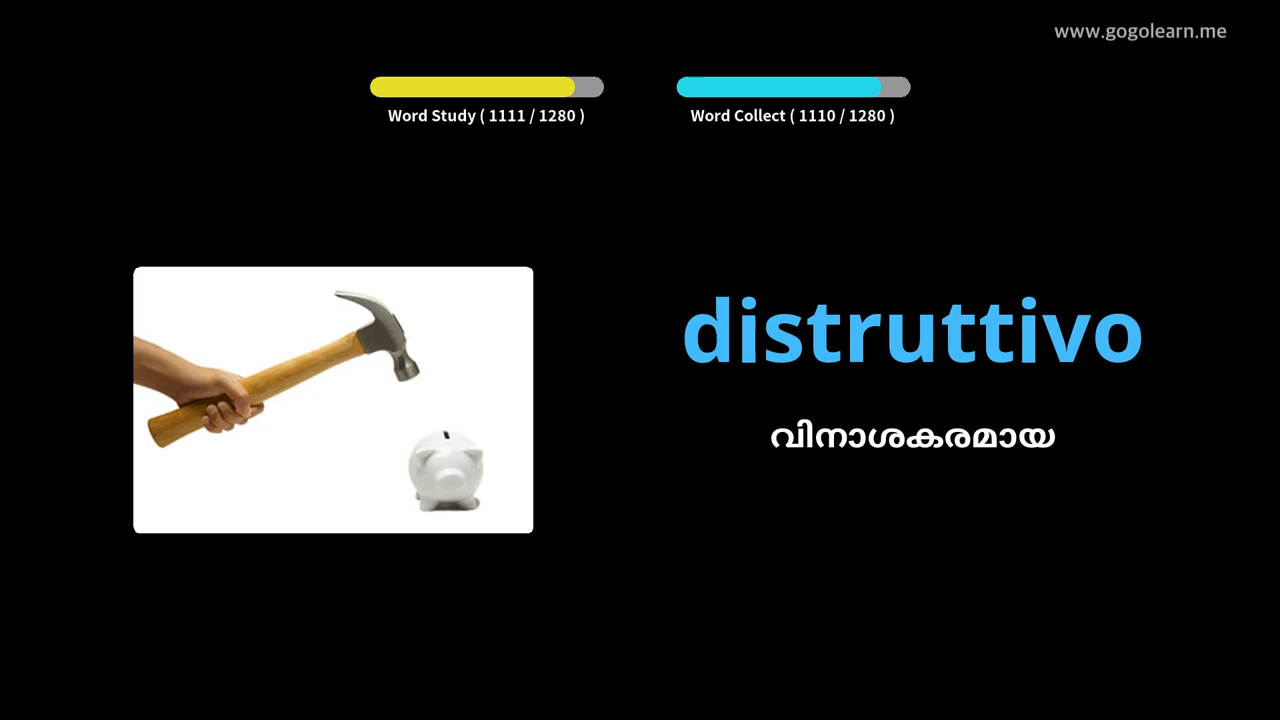 www.gogolearn.me
Word Study ( 1111 / 1280 )
Word Collect ( 1110 / 1280 )
distruttivo
വിനാശകരമായ